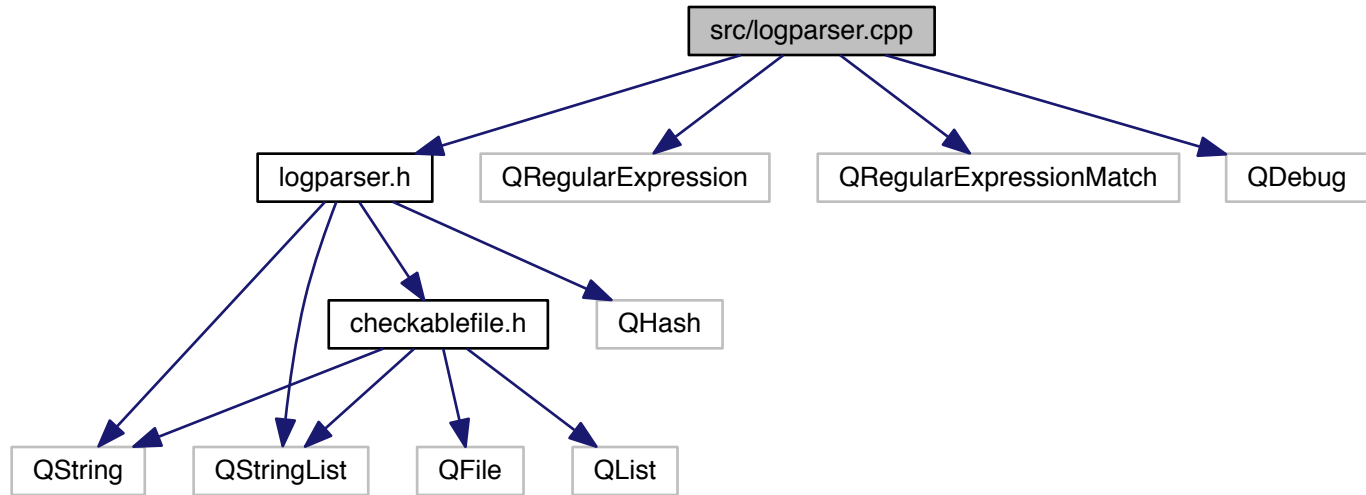 src/logparser.cpp
logparser.h
QRegularExpression
QRegularExpressionMatch
QDebug
checkablefile.h
QHash
QString
QStringList
QFile
QList